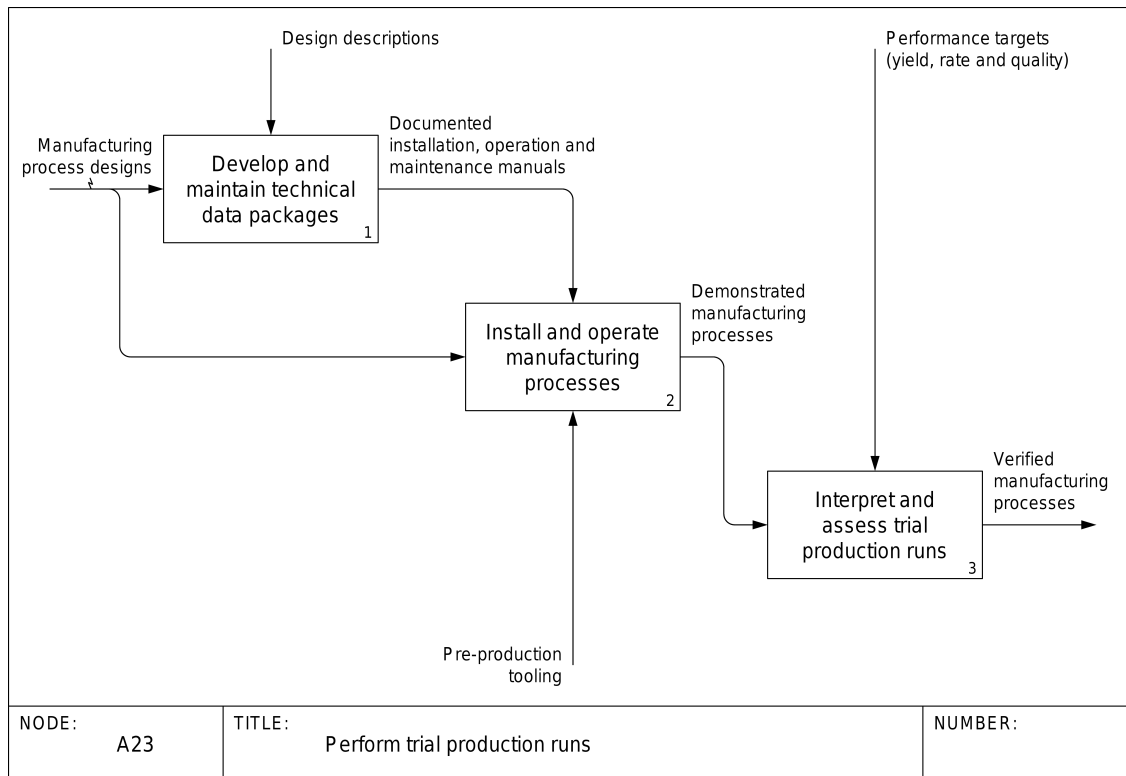 Design descriptions
Performance targets
(yield, rate and quality)
Manufacturing
process designs
Develop and
maintain technical
data packages
1
Documented
installation, operation and
maintenance manuals
Install and operate
manufacturing
processes
2
Demonstrated
manufacturing
processes
Interpret and
assess trial
production runs
3
Verified
manufacturing
processes
Pre-production
tooling
NODE:
A23
TITLE:
Perform trial production runs
NUMBER: